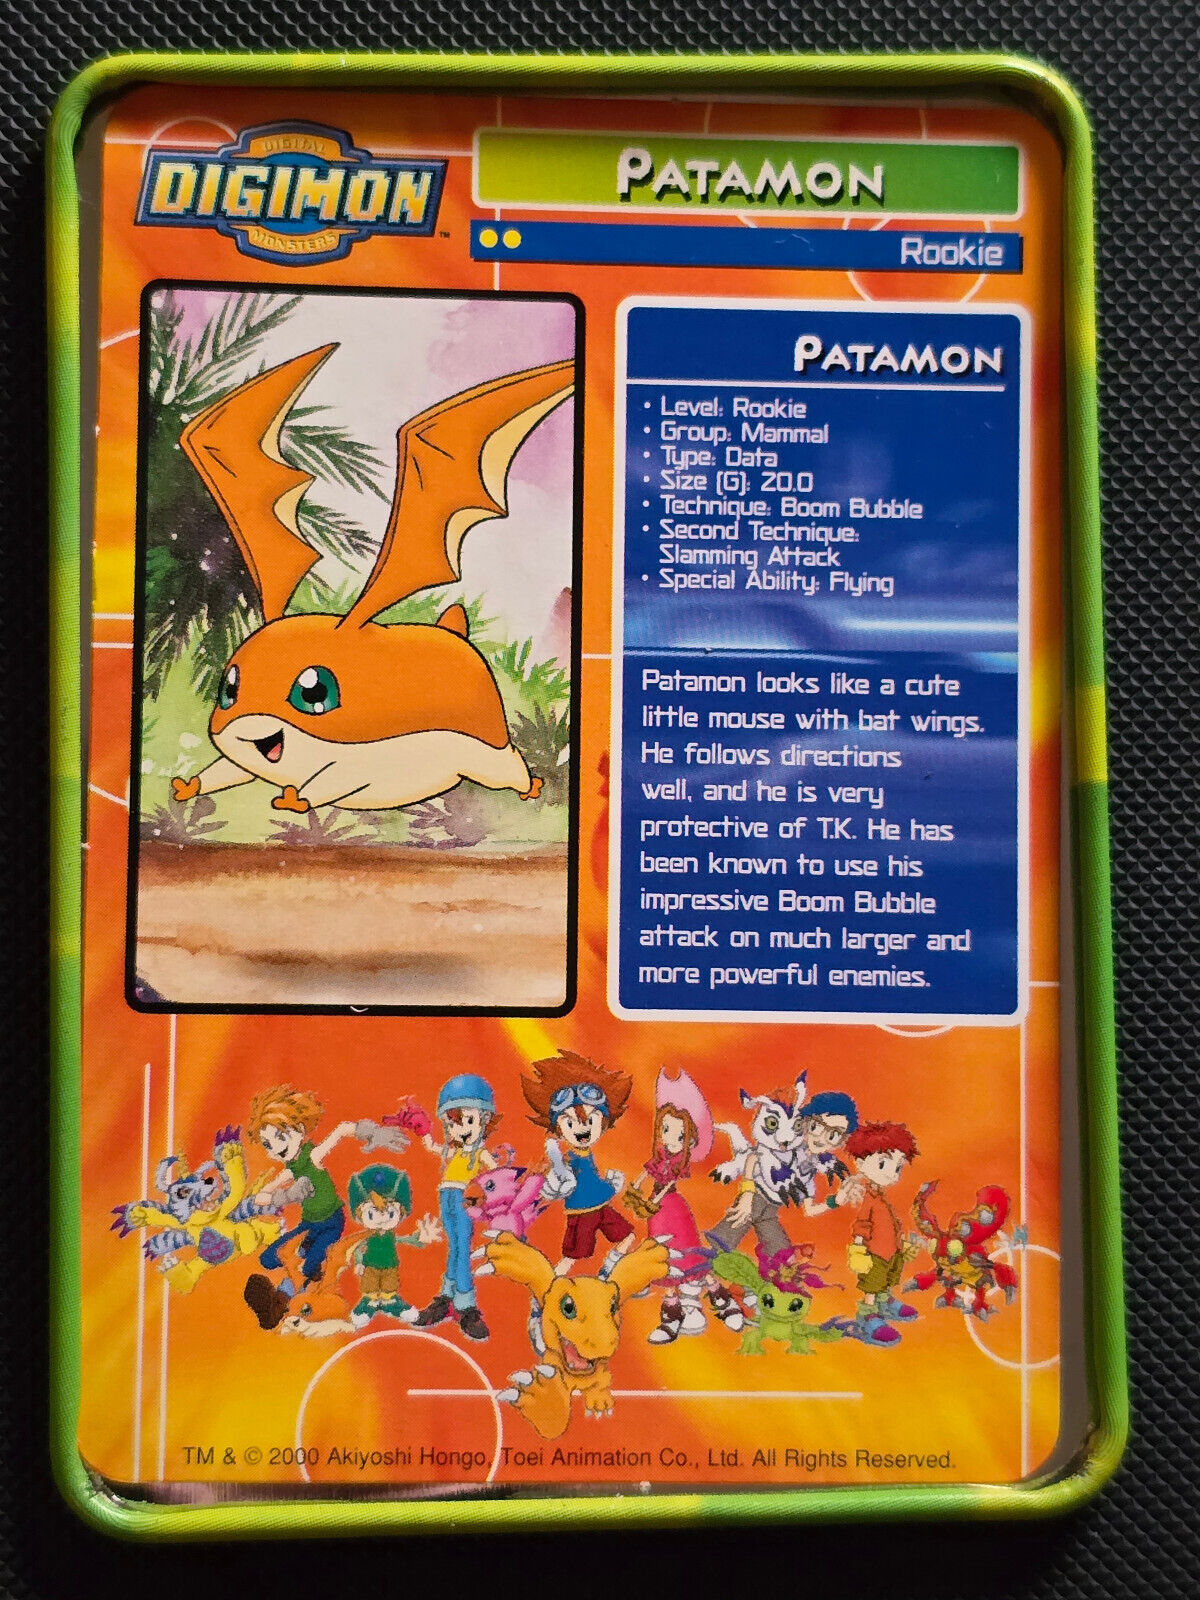 DIGITAL
DIGIMON
MONSTERS
™
PATAMON
Rookie
PATAMON
• Level: Rookie
• Group: Mammal
• Type: Data
• Size (G): 20.0
• Technique: Boom Bubble
• Second Technique:
Slamming Attack
• Special Ability: Flying
Patamon looks like a cute
little mouse with bat wings.
He follows directions
well, and he is very
protective of T.K. He has
been known to use his
impressive Boom Bubble
attack on much larger and
more powerful enemies.
TM & © 2000 Akiyoshi Hongo, Toei Animation Co., Ltd. All Rights Reserved.